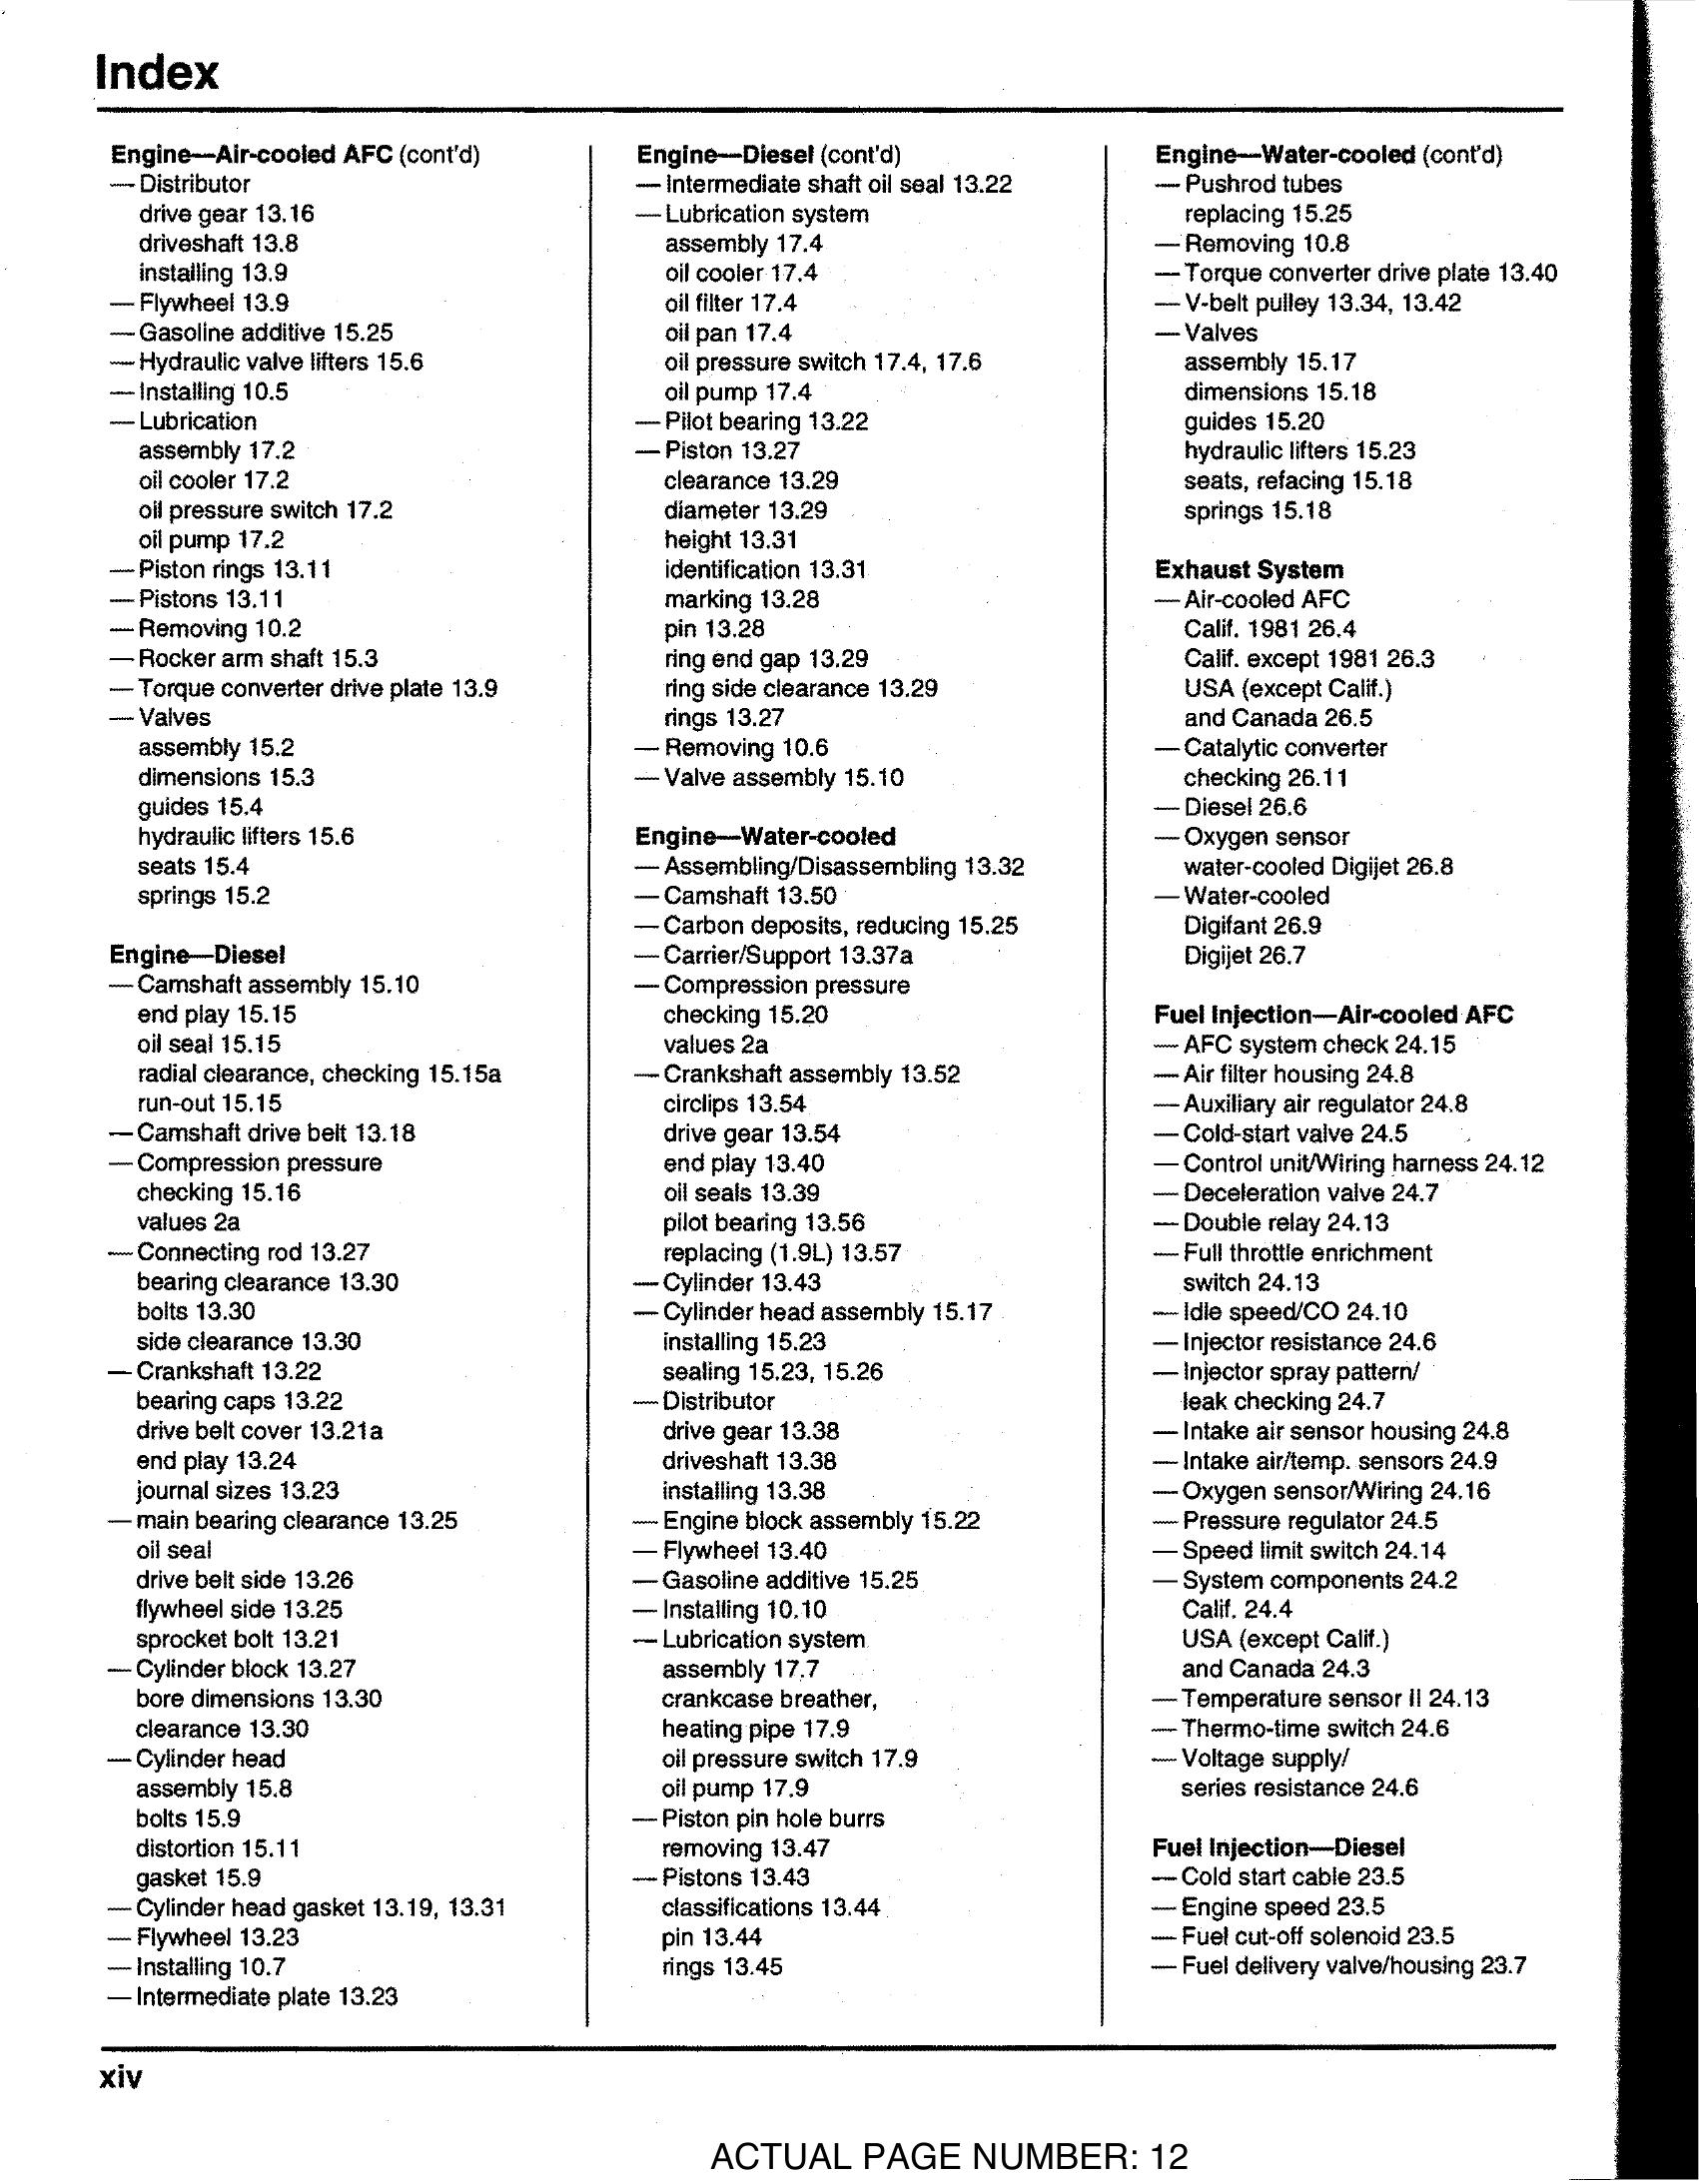 Index
Engine—Air-cooled AFC (cont'd)
— Distributor
drive gear 13.16
driveshaft 13.8
installing 13.9
— Flywheel 13.9
— Gasoline additive 15.25
— Hydraulic valve lifters 15.6
— Installing 10.5
— Lubrication
assembly 17.2
oil cooler 17.2
oil pressure switch 17.2
oil pump 17.2
— Piston rings 13.11
— Pistons 13.11
— Removing 10.2
— Rocker arm shaft 15.3
— Torque converter drive plate 13.9
— Valves
assembly 15.2
dimensions 15.3
guides 15.4
hydraulic lifters 15.6
seats 15.4
springs 15.2
Engine—Diesel
— Camshaft assembly 15.10
end play 15.15
oil seal 15.15
radial clearance, checking 15.15a
run-out 15.15
— Camshaft drive belt 13.18
— Compression pressure
checking 15.16
values 2a
— Connecting rod 13.27
bearing clearance 13.30
bolts 13.30
side clearance 13.30
— Crankshaft 13.22
bearing caps 13.22
drive belt cover 13.21a
end play 13.24
journal sizes 13.23
— main bearing clearance 13.25
oil seal
drive belt side 13.26
flywheel side 13.25
sprocket bolt 13.21
— Cylinder block 13.27
bore dimensions 13.30
clearance 13.30
— Cylinder head
assembly 15.8
bolts 15.9
distortion 15.11
gasket 15.9
— Cylinder head gasket 13.19, 13.31
— Flywheel 13.23
— Installing 10.7
— Intermediate plate 13.23
Engine—Diesel (cont'd)
— Intermediate shaft oil seal 13.22
— Lubrication system
assembly 17.4
oil cooler 17.4
oil filter 17.4
oil pan 17.4
oil pressure switch 17.4, 17.6
oil pump 17.4
— Pilot bearing 13.22
— Piston 13.27
clearance 13.29
diameter 13.29
height 13.31
identification 13.31
marking 13.28
pin 13.28
ring end gap 13.29
ring side clearance 13.29
rings 13.27
— Removing 10.6
— Valve assembly 15.10
Engine—Water-cooled
— Assembling/Disassembling 13.32
— Camshaft 13.50
— Carbon deposits, reducing 15.25
— Carrier/Support 13.37a
— Compression pressure
checking 15.20
values 2a
— Crankshaft assembly 13.52
circlips 13.54
drive gear 13.54
end play 13.40
oil seals 13.39
pilot bearing 13.56
replacing (1.9L) 13.57
— Cylinder 13.43
— Cylinder head assembly 15.17
installing 15.23
sealing 15.23, 15.26
— Distributor
drive gear 13.38
driveshaft 13.38
installing 13.38
— Engine block assembly 15.22
— Flywheel 13.40
— Gasoline additive 15.25
— Installing 10.10
— Lubrication system
assembly 17.7
crankcase breather,
heating pipe 17.9
oil pressure switch 17.9
oil pump 17.9
— Piston pin hole burrs
removing 13.47
— Pistons 13.43
classifications 13.44
pin 13.44
rings 13.45
Engine—Water-cooled (cont'd)
— Pushrod tubes
replacing 15.25
— Removing 10.8
— Torque converter drive plate 13.40
— V-belt pulley 13.34, 13.42
— Valves
assembly 15.17
dimensions 15.18
guides 15.20
hydraulic lifters 15.23
seats, refacing 15.18
springs 15.18
Exhaust System
— Air-cooled AFC
Calif. 1981 26.4
Calif. except 1981 26.3
USA (except Calif.)
and Canada 26.5
— Catalytic converter
checking 26.11
— Diesel 26.6
— Oxygen sensor
water-cooled Digijet 26.8
— Water-cooled
Digifant 26.9
Digijet 26.7
Fuel Injection—Air-cooled AFC
— AFC system check 24.15
— Air filter housing 24.8
— Auxiliary air regulator 24.8
— Cold-start valve 24.5
— Control unit/Wiring harness 24.12
— Deceleration valve 24.7
— Double relay 24.13
— Full throttle enrichment
switch 24.13
— Idle speed/CO 24.10
— Injector resistance 24.6
— Injector spray pattern/
leak checking 24.7
— Intake air sensor housing 24.8
— Intake air/temp. sensors 24.9
— Oxygen sensor/Wiring 24.16
— Pressure regulator 24.5
— Speed limit switch 24.14
— System components 24.2
Calif. 24.4
USA (except Calif.)
and Canada 24.3
— Temperature sensor II 24.13
— Thermo-time switch 24.6
— Voltage supply/
series resistance 24.6
Fuel Injection—Diesel
— Cold start cable 23.5
— Engine speed 23.5
— Fuel cut-off solenoid 23.5
— Fuel delivery valve/housing 23.7
xiv
ACTUAL PAGE NUMBER: 12